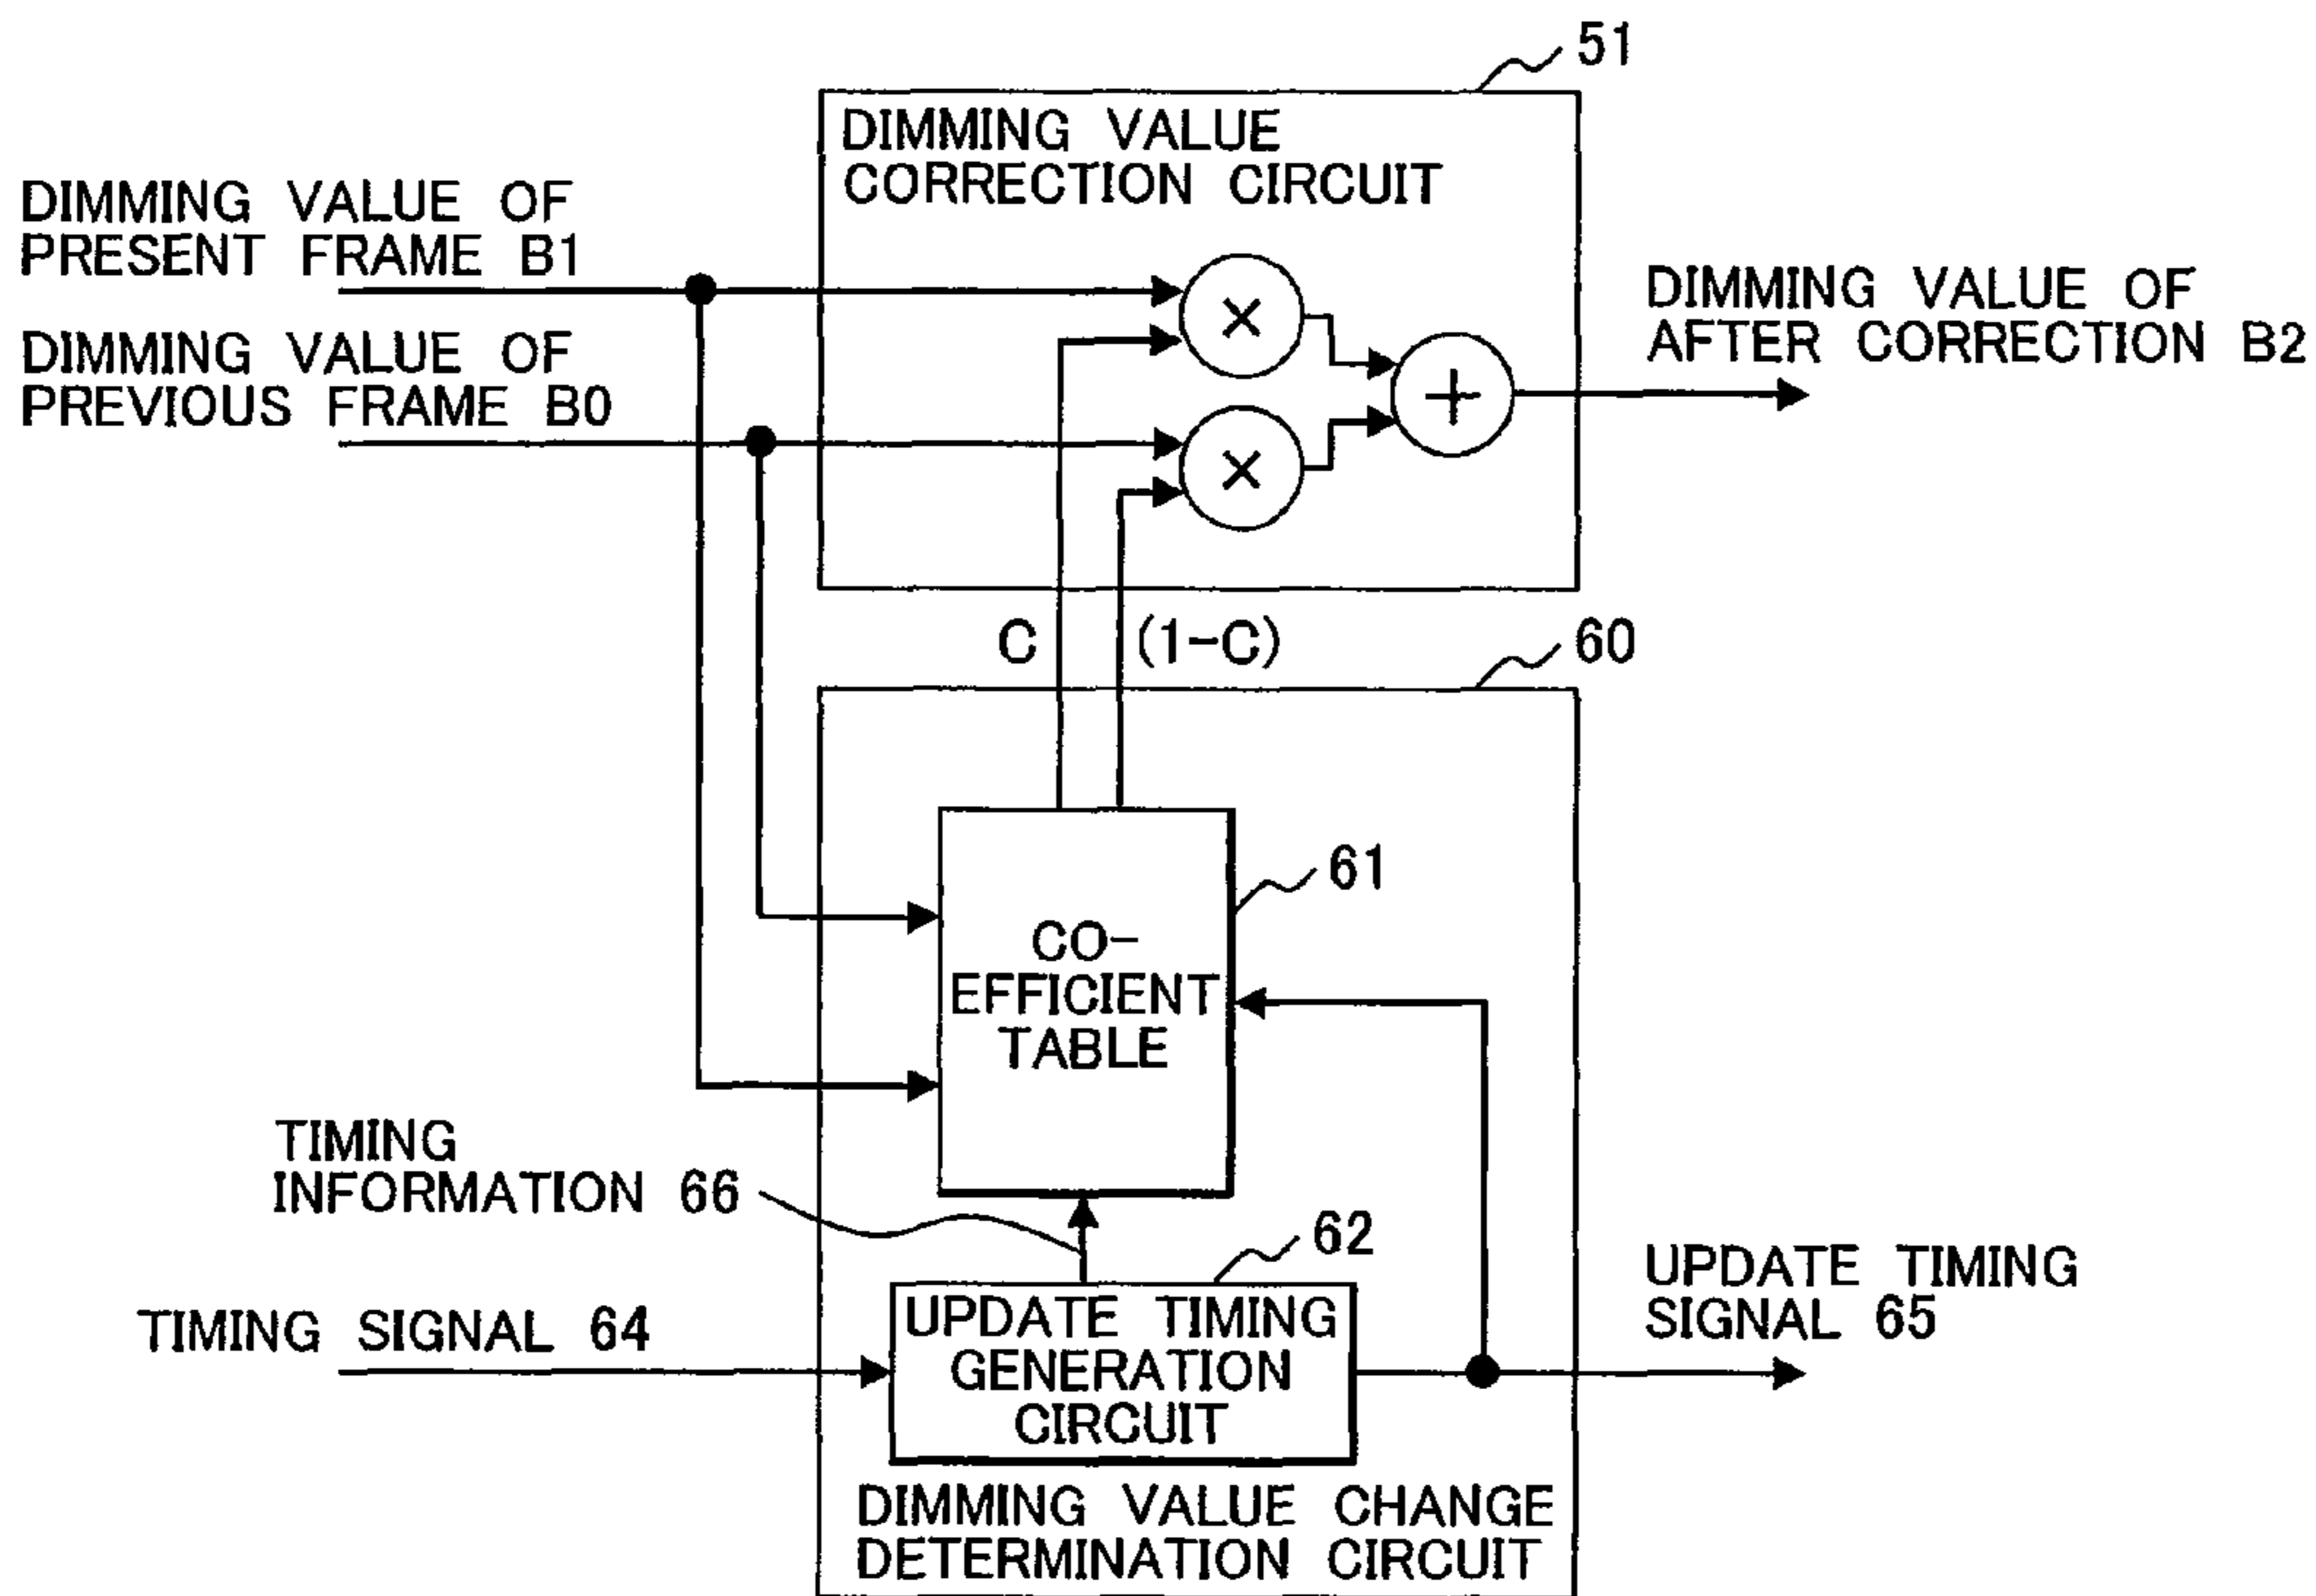 51
DIMMING VALUE
CORRECTION CIRCUIT
DIMMING VALUE OF
PRESENT FRAME B1
×
DIMMING VALUE OF
AFTER CORRECTION B2
DIMMING VALUE OF
PREVIOUS FRAME B0
+
×
C
(1-C)
60
61
CO-
EFFICIENT
TABLE
TIMING
INFORMATION 66
62
UPDATE TIMING
SIGNAL 65
TIMING SIGNAL 64
UPDATE TIMING
GENERATION
CIRCUIT
DIMMING VALUE CHANGE
DETERMINATION CIRCUIT